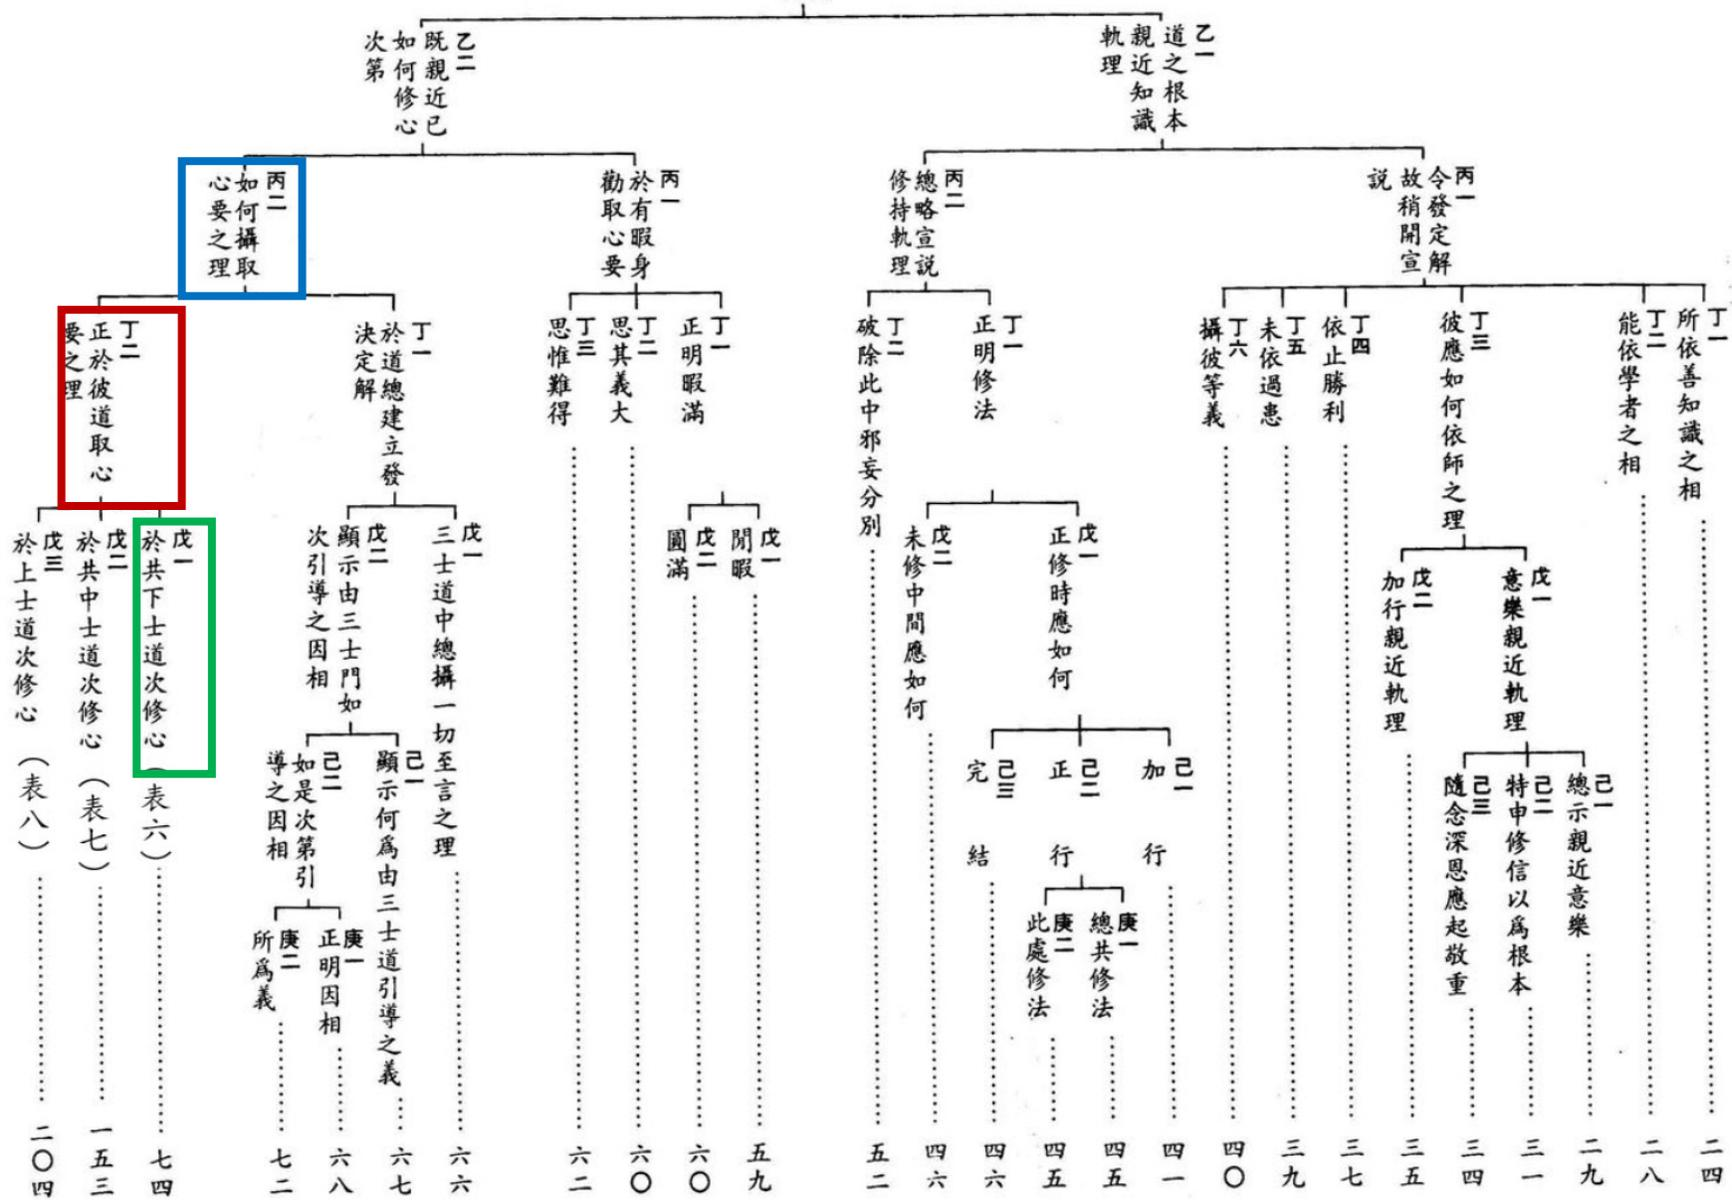 乙一
道之根本
親近知識
軌理
乙二
既親近已
如何修心
次第
丙一
令發定解
故稍開宣
説
丙二
總略宣説
修持軌理
丙一
於有暇身
勸取心要
丙二
如何攝取
心要之理
丁一
所依善知識之相
丁二
能依學者之相
丁三
彼應如何依師之理
丁四
依止勝利
丁五
未依過患
丁六
攝彼等義
丁一
正明修法
丁二
破除此中邪妄分別
丁一
正明暇滿
丁二
思其義大
丁三
思惟難得
丁一
於道總建立發
決定解
丁二
正於彼道取心
要之理
戊一
意樂親近軌理
戊二
加行親近軌理
戊一
正修時應如何
戊二
未修中間應如何
戊一
閒暇
戊二
圓滿
戊一
三士道中總攝一切至言之理
戊二
顯示由三士門如
次引導之因相
戊一
於共下士道次修心（表六）
戊二
於共中士道次修心（表七）
戊三
於上士道次修心（表八）
己一
總示親近意樂
己二
特申修信以爲根本
己三
隨念深恩應起敬重
己一
加行
己二
正行
己三
完結
己一
顯示何爲由三士道引導之義
己二
如是次第引
導之因相
庚一
總共修法
庚二
此處修法
庚一
正明因相
庚二
所爲義
二四
二八
二九
三一
三四
三五
三七
三九
四〇
四一
四五
四五
四六
四六
五二
五九
六〇
六〇
六二
六六
六七
六八
七二
七四
一五三
二〇四